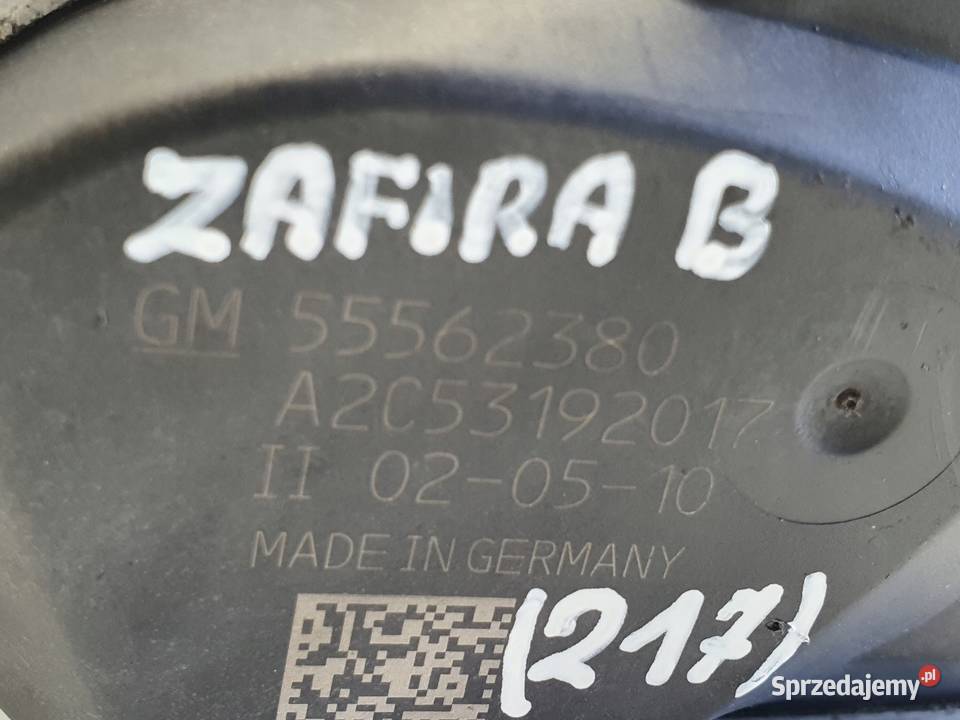 ZAFIRA B
GM 55562380
A2C53192017
II 02-05-10
MADE IN GERMANY
(217)
Sprzedajemy.pl